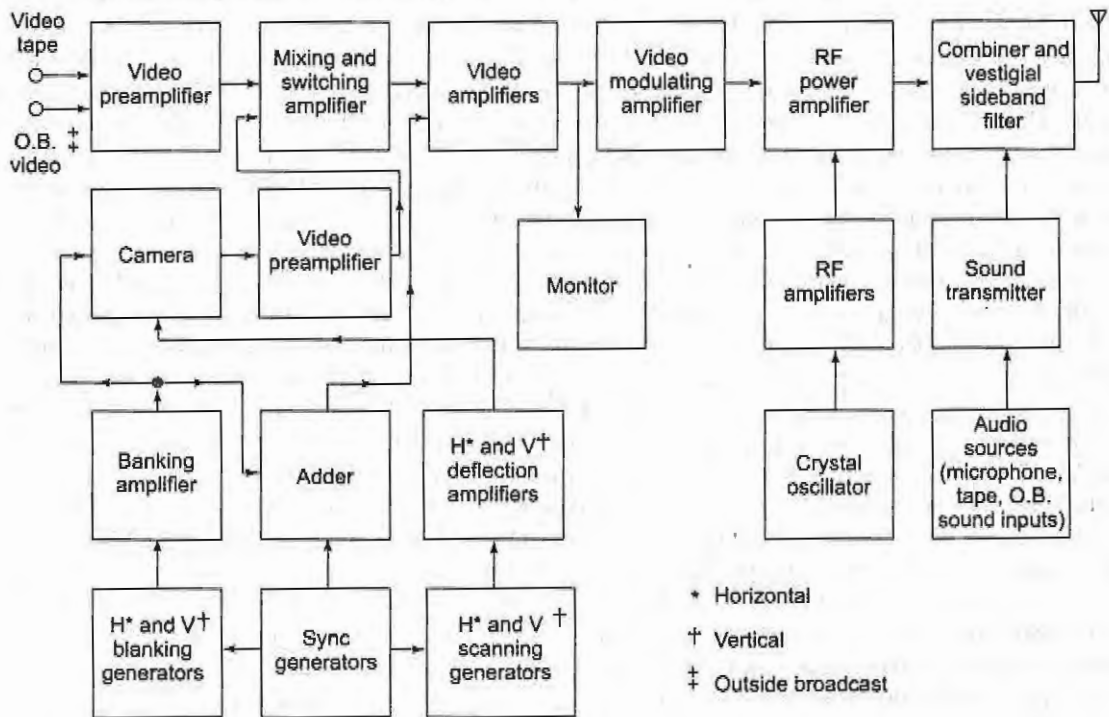 Video
tape
O.B. ‡
video
Video
preamplifier
Mixing and
switching
amplifier
Video
amplifiers
Video
modulating
amplifier
RF
power
amplifier
Combiner and
vestigial
sideband
filter
Camera
Video
preamplifier
Monitor
RF
amplifiers
Sound
transmitter
Banking
amplifier
Adder
H* and V†
deflection
amplifiers
Crystal
oscillator
Audio
sources
(microphone,
tape, O.B.
sound inputs)
H* and V†
blanking
generators
Sync
generators
H* and V †
scanning
generators
* Horizontal
† Vertical
‡ Outside broadcast